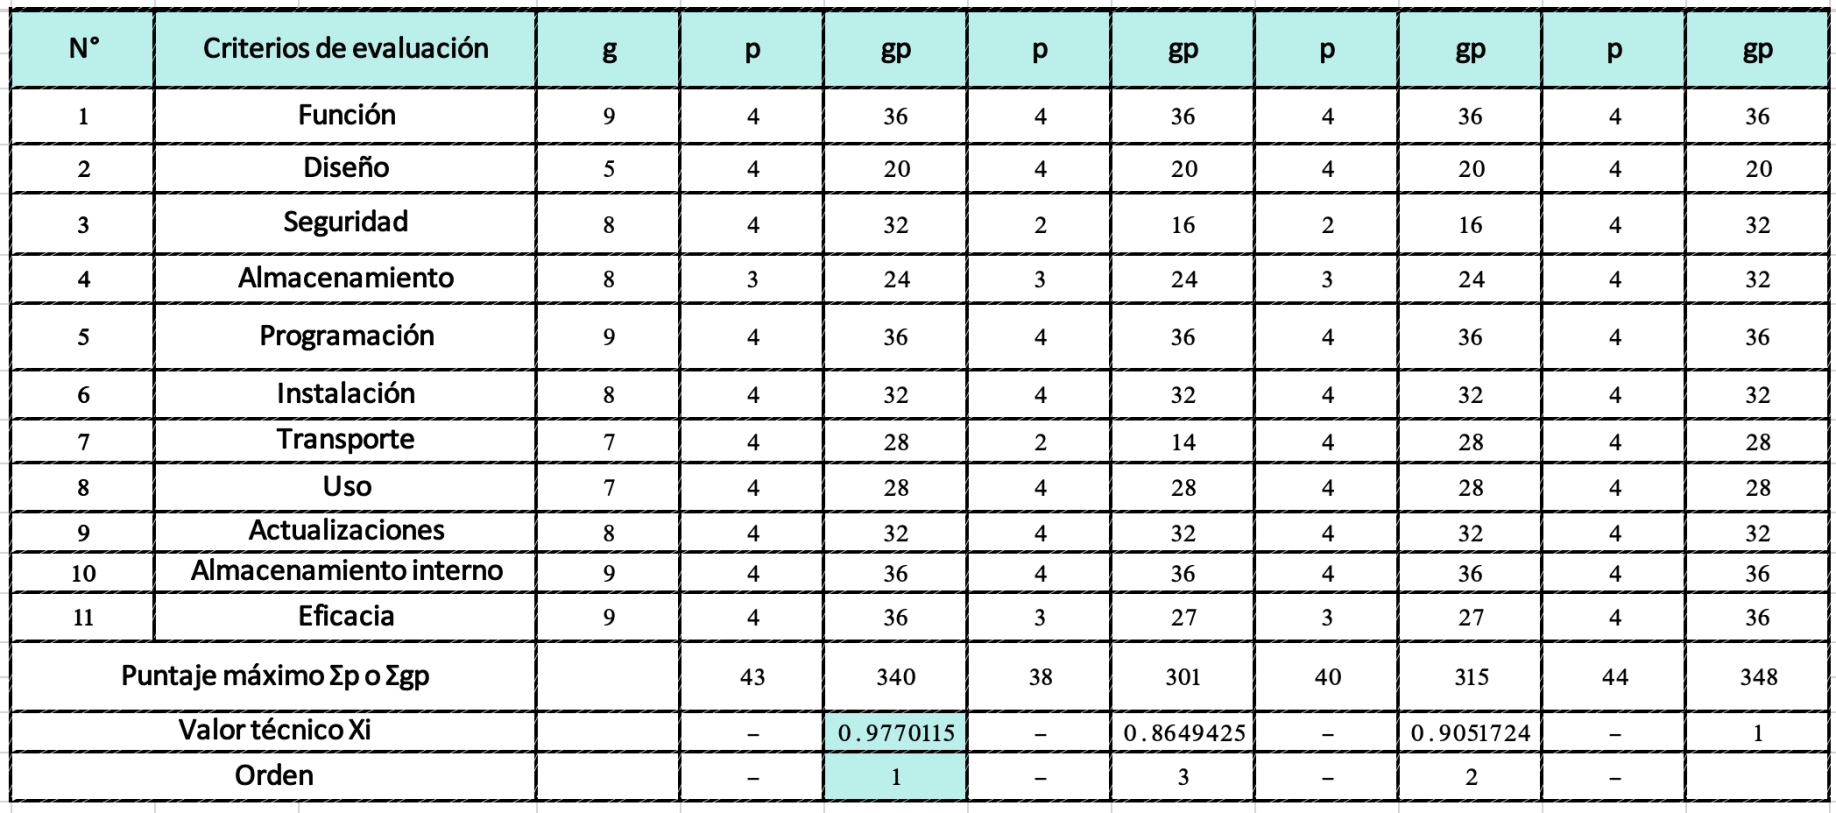 N° Criterios de evaluación g p gp p gp p gp p gp
1 Función 9 4 36 4 36 4 36 4 36
2 Diseño 5 4 20 4 20 4 20 4 20
3 Seguridad 8 4 32 2 16 2 16 4 32
4 Almacenamiento 8 3 24 3 24 3 24 4 32
5 Programación 9 4 36 4 36 4 36 4 36
6 Instalación 8 4 32 4 32 4 32 4 32
7 Transporte 7 4 28 2 14 4 28 4 28
8 Uso 7 4 28 4 28 4 28 4 28
9 Actualizaciones 8 4 32 4 32 4 32 4 32
10 Almacenamiento interno 9 4 36 4 36 4 36 4 36
11 Eficacia 9 4 36 3 27 3 27 4 36
Puntaje máximo Σp o Σgp 43 340 38 301 40 315 44 348
Valor técnico Xi – 0.9770115 – 0.8649425 – 0.9051724 – 1
Orden – 1 – 3 – 2 –